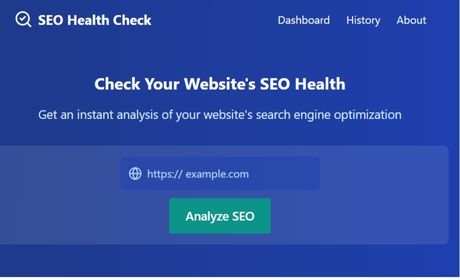 SEO Health Check
Dashboard History About
Check Your Website's SEO Health
Get an instant analysis of your website's search engine optimization
https:// example.com
Analyze SEO